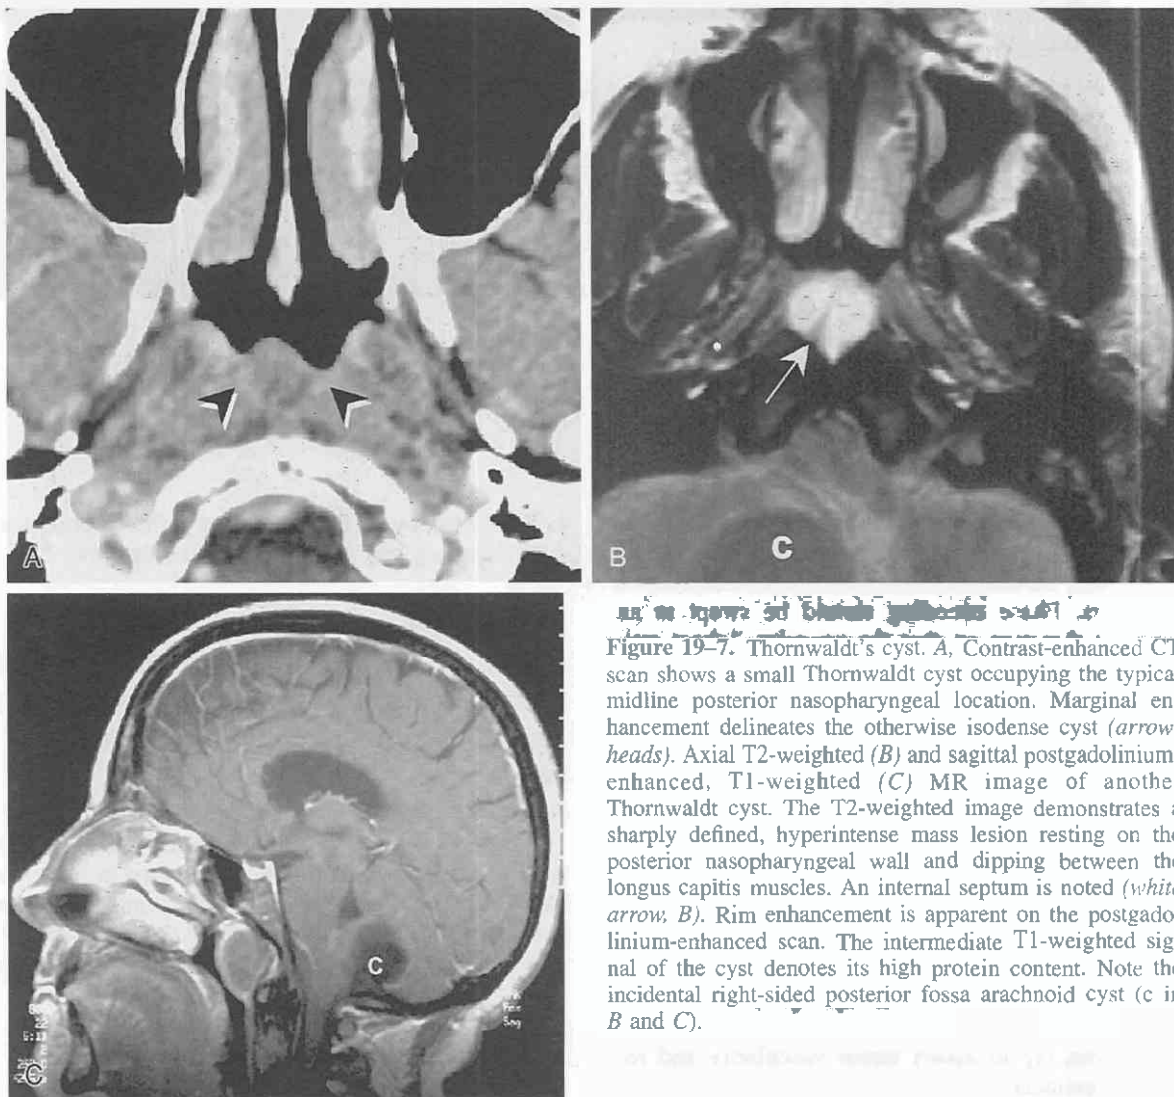 A
B
C
Figure 19–7. Thornwaldt's cyst. A, Contrast-enhanced CT
scan shows a small Thornwaldt cyst occupying the typica
midline posterior nasopharyngeal location. Marginal en
hancement delineates the otherwise isodense cyst (arrow
heads). Axial T2-weighted (B) and sagittal postgadolinium
enhanced, T1-weighted (C) MR image of anothe
Thornwaldt cyst. The T2-weighted image demonstrates a
sharply defined, hyperintense mass lesion resting on the
posterior nasopharyngeal wall and dipping between the
longus capitis muscles. An internal septum is noted (white
arrow, B). Rim enhancement is apparent on the postgado
linium-enhanced scan. The intermediate T1-weighted sig
nal of the cyst denotes its high protein content. Note the
incidental right-sided posterior fossa arachnoid cyst (c in
B and C).
C
C